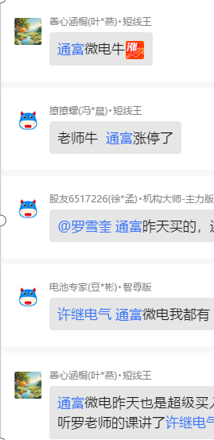 善心涵桐(叶*燕)•短线王
通富微电牛涨
撩撩螺(冯*晨)•短线王
老师牛 通富涨停了
股友6517226(徐*孟)•机构大师-主力版
@罗雪奎 通富昨天买的，
电池专家(豆*彬)•智尊版
许继电气 通富微电我都有
善心涵桐(叶*燕)•短线王
通富微电昨天也是超级买入
听罗老师的课讲了许继电气